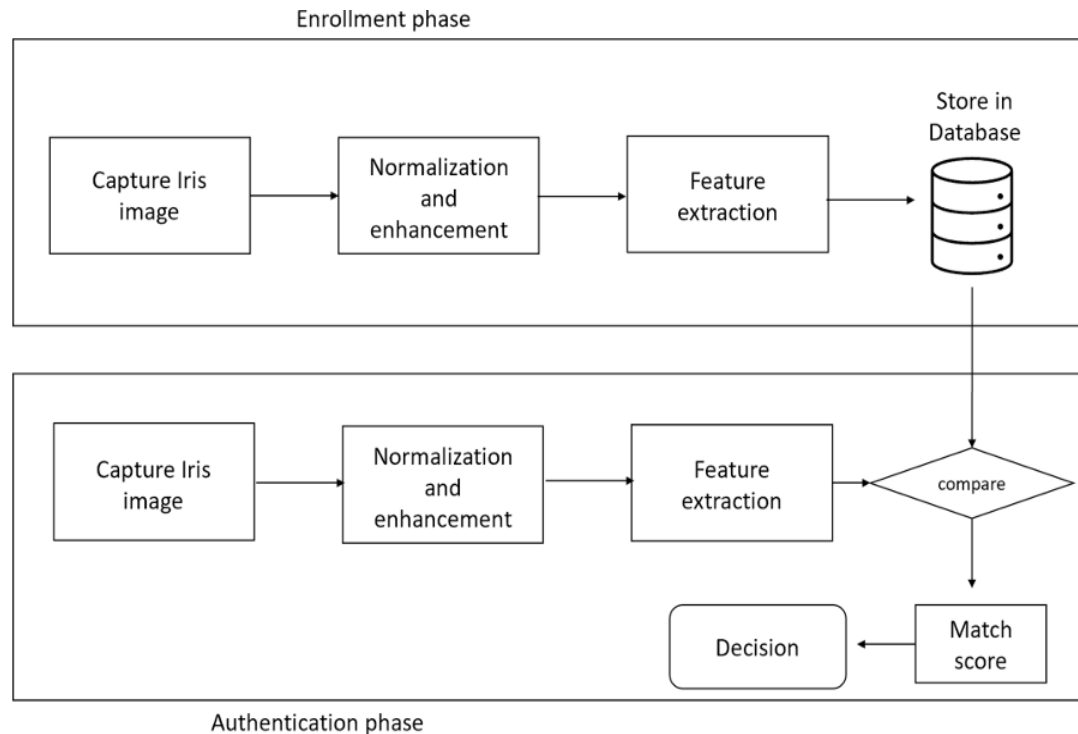 Enrollment phase
Store in
Database
Capture Iris
image
Normalization
and
enhancement
Feature
extraction
Capture Iris
image
Normalization
and
enhancement
Feature
extraction
compare
Decision
Match
score
Authentication phase